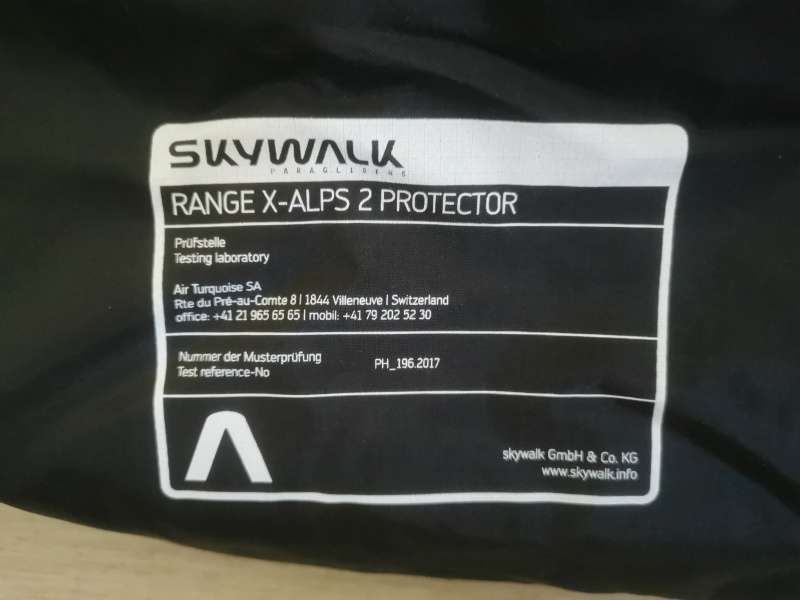 SKYWALK
PARAGLIDERS
RANGE X-ALPS 2 PROTECTOR
Prüfstelle
Testing laboratory
Air Turquoise SA
Rte du Pré-au-Comte 8 | 1844 Villeneuve | Switzerland
office: +41 21 965 65 65 | mobil: +41 79 202 52 30
Nummer der Musterprüfung
Test reference-No
PH_196.2017
skywalk GmbH & Co. KG
www.skywalk.info